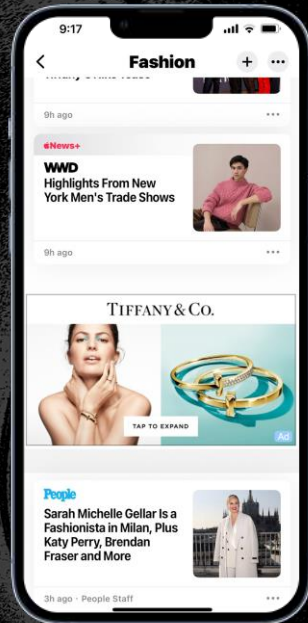 9:17
Fashion
9h ago
News+
WWD
Highlights From New
York Men's Trade Shows
9h ago
TIFFANY & CO.
TAP TO EXPAND
Ad
People
Sarah Michelle Gellar Is a
Fashionista in Milan, Plus
Katy Perry, Brendan
Fraser and More
3h ago · People Staff